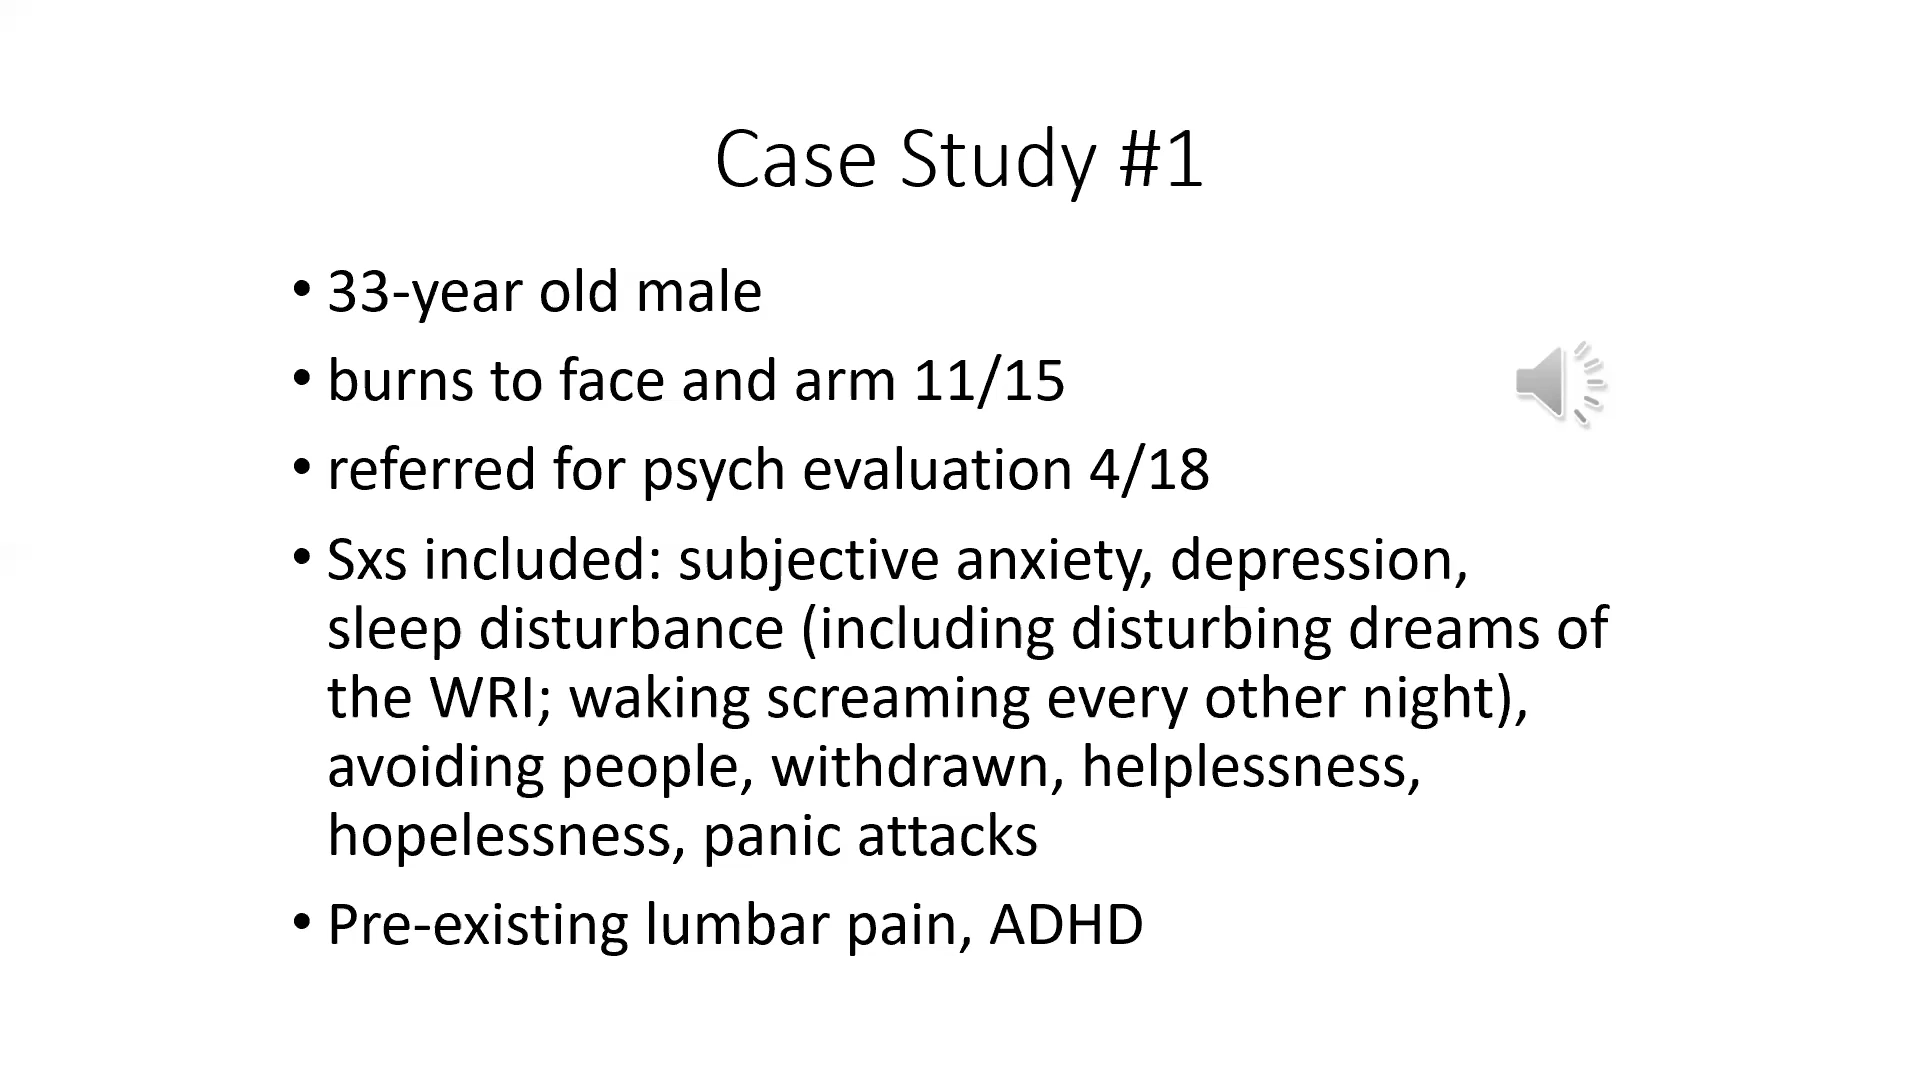 Case Study #1
• 33-year old male
• burns to face and arm 11/15
• referred for psych evaluation 4/18
• Sxs included: subjective anxiety, depression,
sleep disturbance (including disturbing dreams of
the WRI; waking screaming every other night),
avoiding people, withdrawn, helplessness,
hopelessness, panic attacks
• Pre-existing lumbar pain, ADHD